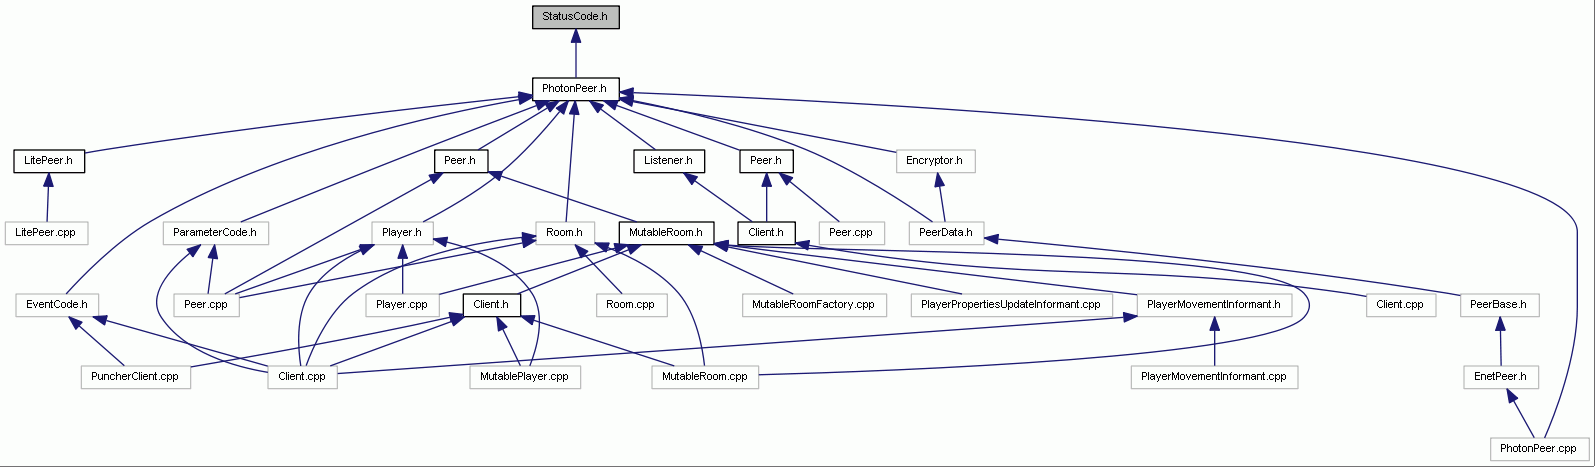 StatusCode.h
PhotonPeer.h
LitePeer.h
Peer.h
Listener.h
Peer.h
Encryptor.h
LitePeer.cpp
ParameterCode.h
Player.h
Room.h
MutableRoom.h
Client.h
Peer.cpp
PeerData.h
EventCode.h
Peer.cpp
Player.cpp
Client.h
Room.cpp
MutableRoomFactory.cpp
PlayerPropertiesUpdateInformant.cpp
PlayerMovementInformant.h
Client.cpp
PeerBase.h
PuncherClient.cpp
Client.cpp
MutablePlayer.cpp
MutableRoom.cpp
PlayerMovementInformant.cpp
EnetPeer.h
PhotonPeer.cpp